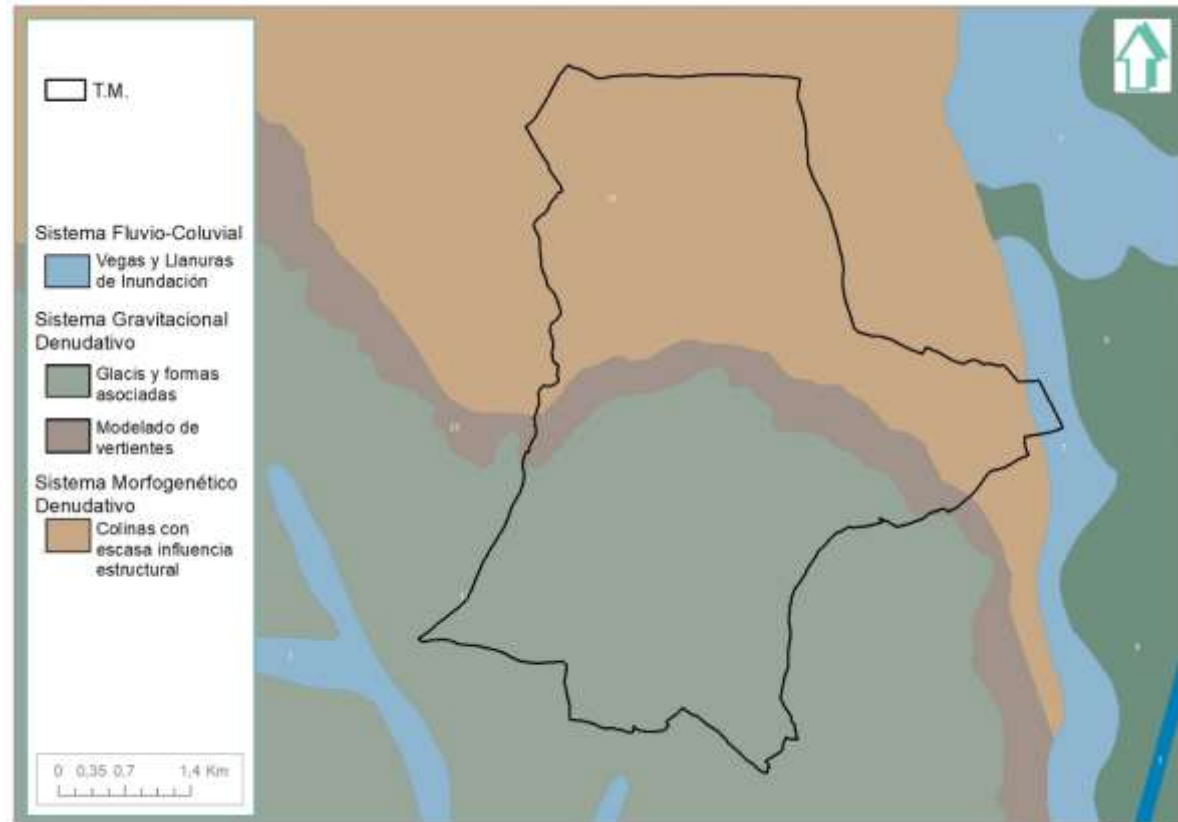 T.M.
Sistema Fluvio-Coluvial
Vegas y Llanuras
de Inundación
Sistema Gravitacional
Denudativo
Glacis y formas
asociadas
Modelado de
vertientes
Sistema Morfogenético
Denudativo
Colinas con
escasa influencia
estructural
0 0,35 0,7 1,4 Km